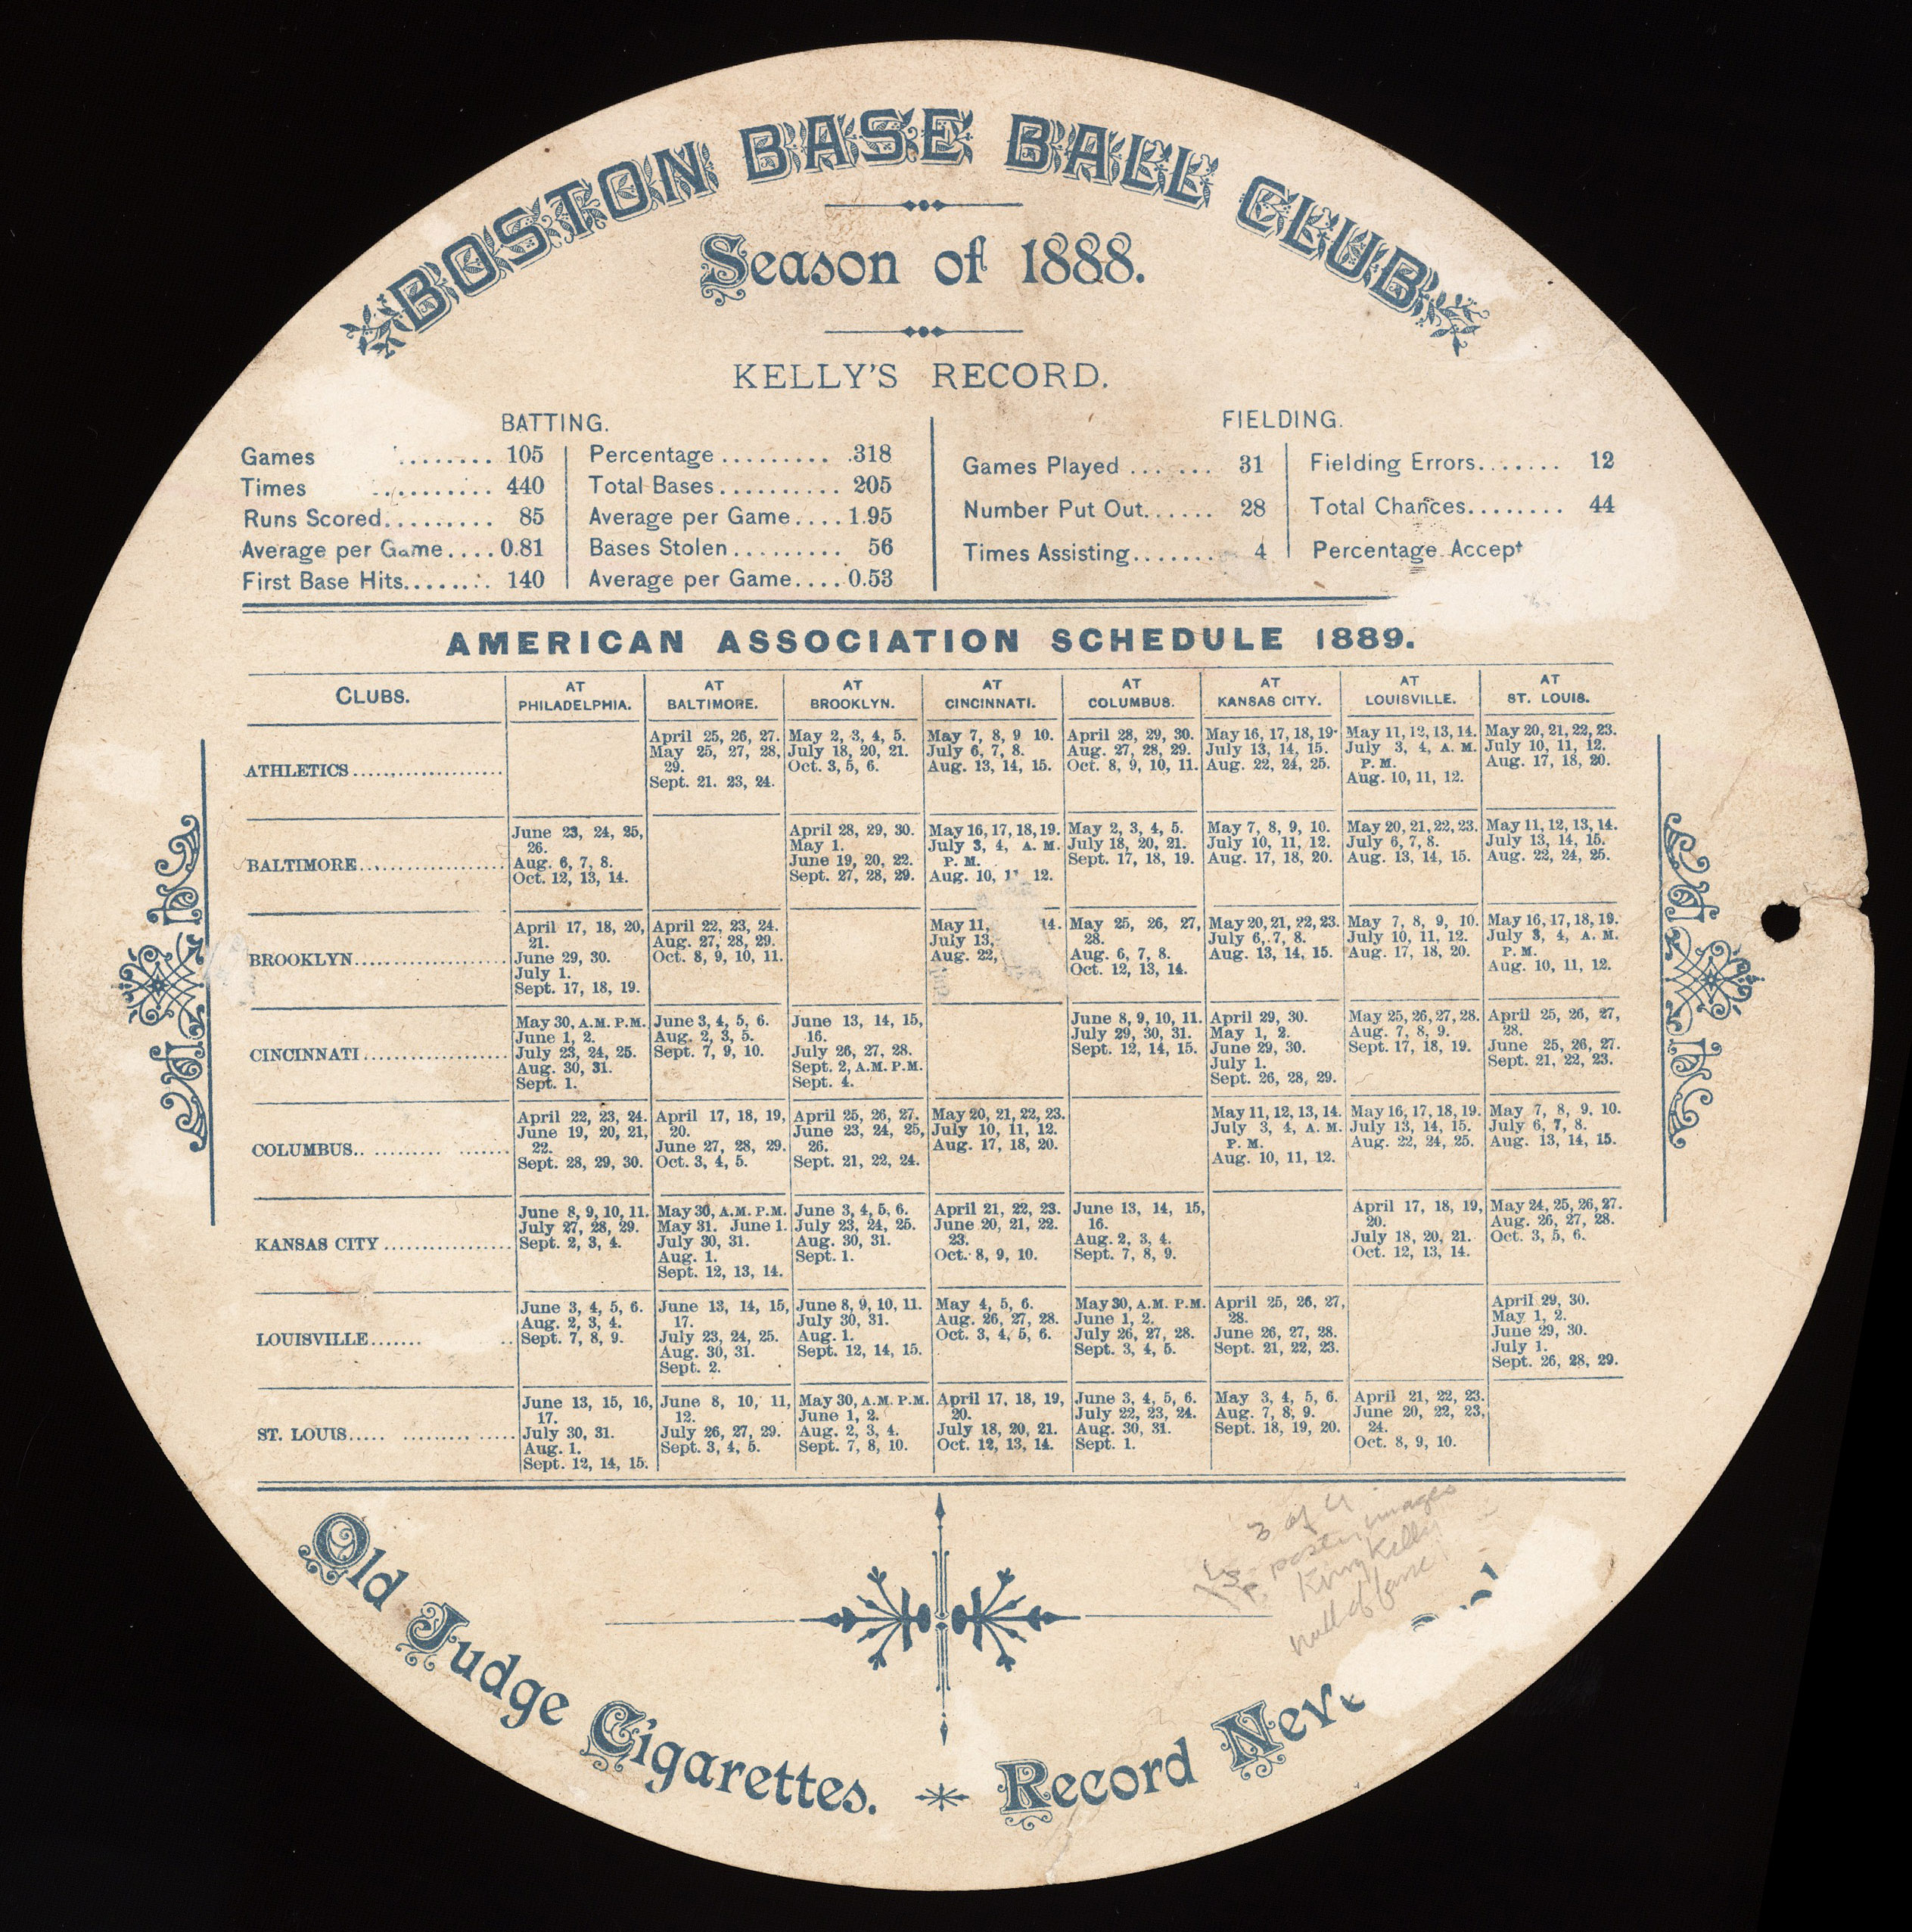 BOSTON BASE BALL CLUB
Season of 1888.
KELLY'S RECORD.
BATTING.
Games ........ 105
Times .......... 440
Runs Scored......... 85
Average per Game....0.81
First Base Hits........ 140
Percentage ......... .318
Total Bases.......... 205
Average per Game....1.95
Bases Stolen ......... 56
Average per Game....0.53
FIELDING.
Games Played ....... 31
Number Put Out...... 28
Times Assisting....... 4
Fielding Errors....... 12
Total Chances........ 44
Percentage
AMERICAN ASSOCIATION SCHEDULE 1889.
CLUBS.
AT PHILADELPHIA.
AT BALTIMORE.
AT BROOKLYN.
AT CINCINNATI.
AT COLUMBUS.
AT KANSAS CITY.
AT LOUISVILLE.
AT ST. LOUIS.
ATHLETICS
April 25, 26, 27.
May 25, 27, 28,
29.
Sept. 21. 23, 24.
May 2, 3, 4, 5.
July 18, 20, 21.
Oct. 3, 5, 6.
May 7, 8, 9 10.
July 6, 7, 8.
Aug. 13, 14, 15.
April 28, 29, 30.
Aug. 27, 28, 29.
Oct. 8, 9, 10, 11.
May 16, 17, 18, 19.
July 13, 14, 15.
Aug. 22, 24, 25.
May 11, 12, 13, 14.
July 3, 4, A. M.
P. M.
Aug. 10, 11, 12.
May 20, 21, 22, 23.
July 10, 11, 12.
Aug. 17, 18, 20.
BALTIMORE
June 23, 24, 25,
26.
Aug. 6, 7, 8.
Oct. 12, 13, 14.
April 28, 29, 30.
May 1.
June 19, 20, 22.
Sept. 27, 28, 29.
May 16, 17, 18, 19.
July 3, 4, A. M.
P. M.
Aug. 10, 12.
May 2, 3, 4, 5.
July 18, 20, 21.
Sept. 17, 18, 19.
May 7, 8, 9, 10.
July 10, 11, 12.
Aug. 17, 18, 20.
May 20, 21, 22, 23.
July 6, 7, 8.
Aug. 13, 14, 15.
May 11, 12, 13, 14.
July 13, 14, 15.
Aug. 22, 24, 25.
BROOKLYN
April 17, 18, 20,
21.
June 29, 30.
July 1.
Sept. 17, 18, 19.
April 22, 23, 24.
Aug. 27, 28, 29.
Oct. 8, 9, 10, 11.
May 11, 14.
July 13,
Aug. 22,
May 25, 26, 27,
28.
Aug. 6, 7, 8.
Oct. 12, 13, 14.
May 20, 21, 22, 23.
July 6, 7, 8.
Aug. 13, 14, 15.
May 7, 8, 9, 10.
July 10, 11, 12.
Aug. 17, 18, 20.
May 16, 17, 18, 19.
July 3, 4, A. M.
P. M.
Aug. 10, 11, 12.
CINCINNATI
May 30, A.M. P.M.
June 1, 2.
July 23, 24, 25.
Aug. 30, 31.
Sept. 1.
June 3, 4, 5, 6.
Aug. 2, 3, 5.
Sept. 7, 9, 10.
June 13, 14, 15,
16.
July 26, 27, 28.
Sept. 2, A.M. P.M.
Sept. 4.
June 8, 9, 10, 11.
July 29, 30, 31.
Sept. 12, 14, 15.
April 29, 30.
May 1, 2.
June 29, 30.
July 1.
Sept. 26, 28, 29.
May 25, 26, 27, 28.
Aug. 7, 8, 9.
Sept. 17, 18, 19.
April 25, 26, 27,
28.
June 25, 26, 27.
Sept. 21, 22, 23.
COLUMBUS
April 22, 23, 24.
June 19, 20, 21,
22.
Sept. 28, 29, 30.
April 17, 18, 19,
20.
June 27, 28, 29.
Oct. 3, 4, 5.
April 25, 26, 27.
June 23, 24, 25,
26.
Sept. 21, 22, 24.
May 20, 21, 22, 23.
July 10, 11, 12.
Aug. 17, 18, 20.
May 11, 12, 13, 14.
July 3, 4, A. M.
P. M.
Aug. 10, 11, 12.
May 16, 17, 18, 19.
July 13, 14, 15.
Aug. 22, 24, 25.
May 7, 8, 9, 10.
July 6, 7, 8.
Aug. 13, 14, 15.
KANSAS CITY
June 8, 9, 10, 11.
July 27, 28, 29.
Sept. 2, 3, 4.
May 30, A.M. P.M.
May 31. June 1.
July 30, 31.
Aug. 1.
Sept. 12, 13, 14.
June 3, 4, 5, 6.
July 23, 24, 25.
Aug. 30, 31.
Sept. 1.
April 21, 22, 23.
June 20, 21, 22.
23.
Oct. 8, 9, 10.
June 13, 14, 15,
16.
Aug. 2, 3, 4.
Sept. 7, 8, 9.
April 17, 18, 19,
20.
July 18, 20, 21.
Oct. 12, 13, 14.
May 24, 25, 26, 27.
Aug. 26, 27, 28.
Oct. 3, 5, 6.
LOUISVILLE
June 3, 4, 5, 6.
Aug. 2, 3, 4.
Sept. 7, 8, 9.
June 13, 14, 15,
17.
July 23, 24, 25.
Aug. 30, 31.
Sept. 2.
June 8, 9, 10, 11.
July 30, 31.
Aug. 1.
Sept. 12, 14, 15.
May 4, 5, 6.
Aug. 26, 27, 28.
Oct. 3, 4, 5, 6.
May 30, A.M. P.M.
June 1, 2.
July 26, 27, 28.
Sept. 3, 4, 5.
April 25, 26, 27,
28.
June 26, 27, 28.
Sept. 21, 22, 23.
April 29, 30.
May 1, 2.
June 29, 30.
July 1.
Sept. 26, 28, 29.
ST. LOUIS
June 13, 15, 16,
17.
July 30, 31.
Aug. 1.
Sept. 12, 14, 15.
June 8, 10, 11,
12.
July 26, 27, 29.
Sept. 3, 4, 5.
May 30, A.M. P.M.
June 1, 2.
Aug. 2, 3, 4.
Sept. 7, 8, 10.
April 17, 18, 19,
20.
July 18, 20, 21.
Oct. 12, 13, 14.
June 3, 4, 5, 6.
July 22, 23, 24.
Aug. 30, 31.
Sept. 1.
May 3, 4, 5, 6.
Aug. 7, 8, 9.
Sept. 18, 19, 20.
April 21, 22, 23.
June 20, 22, 23,
24.
Oct. 8, 9, 10.
3 of 4
poster images
King Kelly
hall of fame
Old Judge Cigarettes. * Record